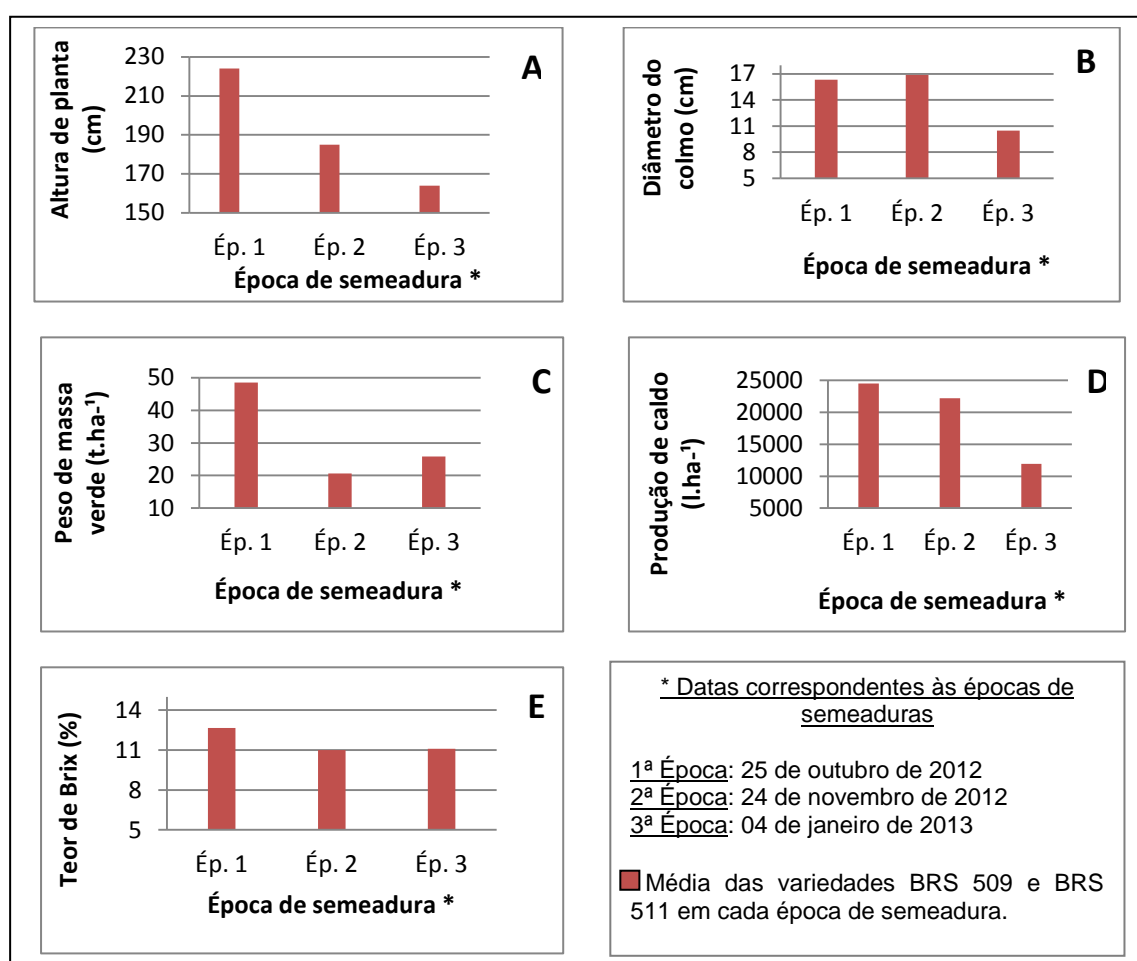 A
Altura de planta
(cm)
230
210
190
170
150
Ép. 1 Ép. 2 Ép. 3
Época de semeadura *
B
Diâmetro do
colmo (cm)
17
14
11
8
5
Ép. 1 Ép. 2 Ép. 3
Época de semeadura *
C
Peso de massa
verde (t.ha-¹)
50
40
30
20
10
Ép. 1 Ép. 2 Ép. 3
Época de semeadura *
D
Produção de caldo
(l.ha-¹)
25000
20000
15000
10000
5000
Ép. 1 Ép. 2 Ép. 3
Época de semeadura *
E
Teor de Brix (%)
14
11
8
5
Ép. 1 Ép. 2 Ép. 3
Época de semeadura *
* Datas correspondentes às épocas de
semeaduras
1ª Época: 25 de outubro de 2012
2ª Época: 24 de novembro de 2012
3ª Época: 04 de janeiro de 2013
Média das variedades BRS 509 e BRS
511 em cada época de semeadura.